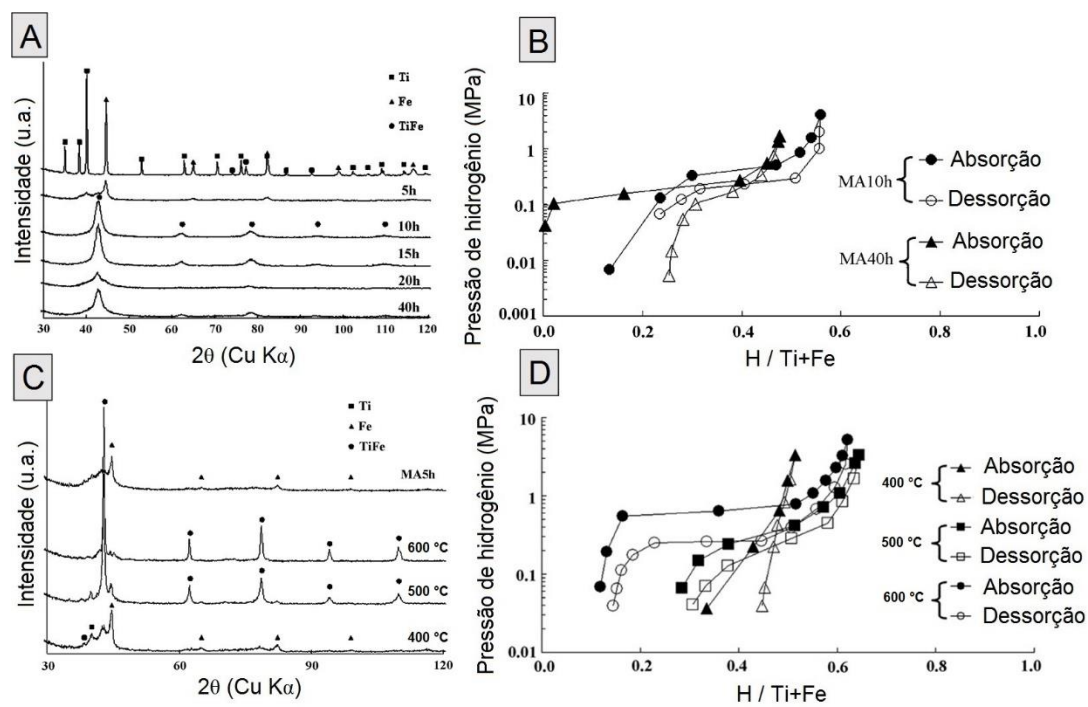 A
Intensidade (u.a.)
Ti
Fe
TiFe
5h
10h
15h
20h
40h
30 40 50 60 70 80 90 100 110 120
2θ (Cu Kα)
B
Pressão de hidrogênio (MPa)
10
1
0.1
0.01
0.001
0.0 0.2 0.4 0.6 0.8 1.0
H / Ti+Fe
MA10h
Absorção
Dessorção
MA40h
Absorção
Dessorção
C
Intensidade (u.a.)
Ti
Fe
TiFe
MA5h
600 °C
500 °C
400 °C
30 60 90 120
2θ (Cu Kα)
D
Pressão de hidrogênio (MPa)
10
1
0.1
0.01
0.0 0.2 0.4 0.6 0.8 1.0
H / Ti+Fe
400 °C
Absorção
Dessorção
500 °C
Absorção
Dessorção
600 °C
Absorção
Dessorção